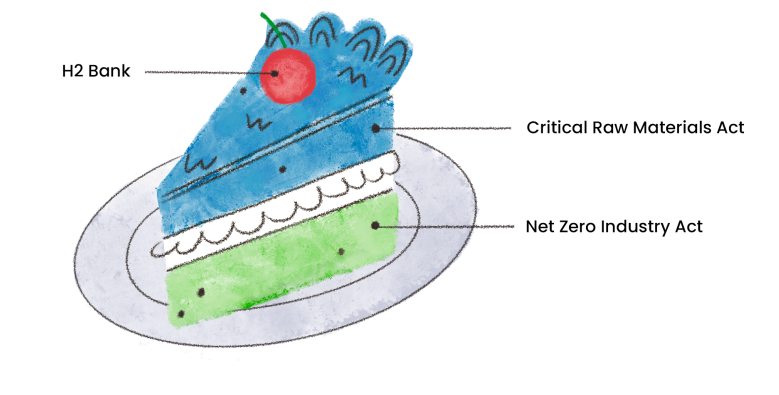 H2 Bank
Critical Raw Materials Act
Net Zero Industry Act